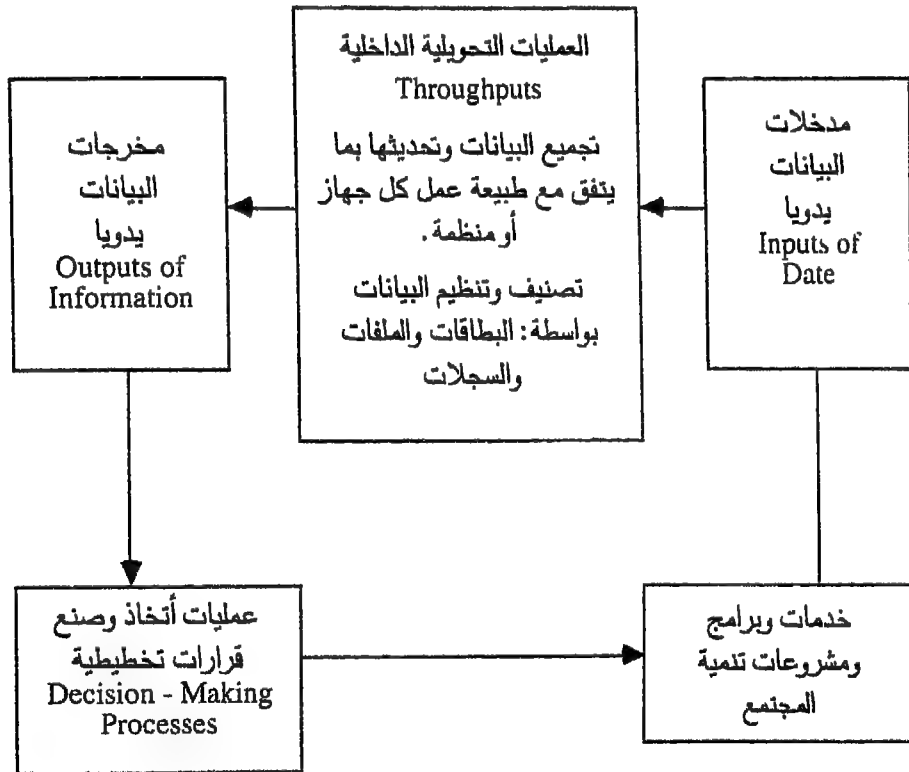 مدخلات
البيانات
يدويا
Inputs of
Date
العمليات التحويلية الداخلية
Throughputs
تجميع البيانات وتحديثها بما
يتفق مع طبيعة عمل كل جهاز
أو منظمة .
تصنيف وتنظيم البيانات
بواسطة : البطاقات والملفات
والسجلات
مخرجات
البيانات
يدويا
Outputs of
Information
عمليات أتخاذ وصنع
قرارات تخطيطية
Decision - Making
Processes
خدمات وبرامج
ومشروعات تنمية
المجتمع